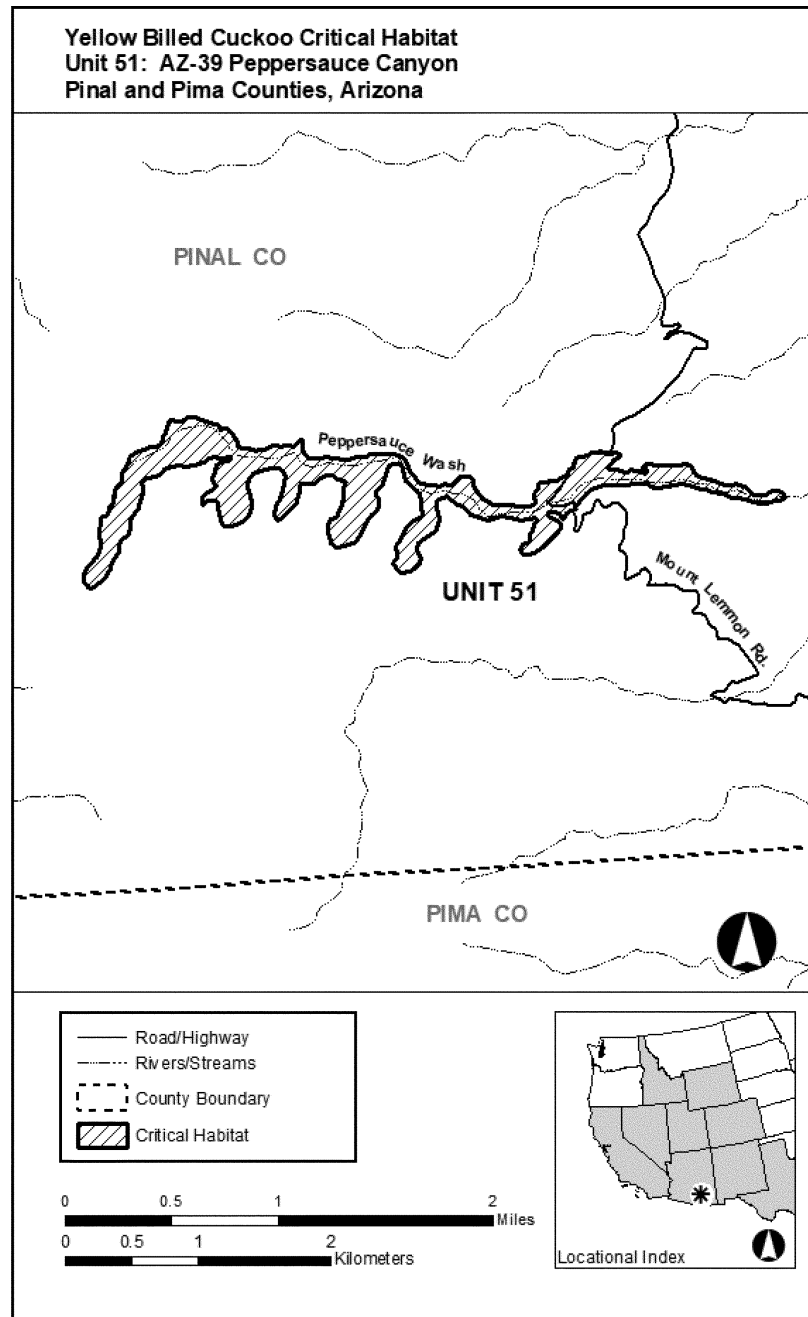 Yellow Billed Cuckoo Critical Habitat
Unit 51: AZ-39 Peppersauce Canyon
Pinal and Pima Counties, Arizona
PINAL CO
Peppersauce Wash
UNIT 51
Mount Lemmon Rd.
PIMA CO
Road/Highway
Rivers/Streams
County Boundary
Critical Habitat
0 0.5 1 2
Miles
0 0.5 1 2
Kilometers
Locational Index